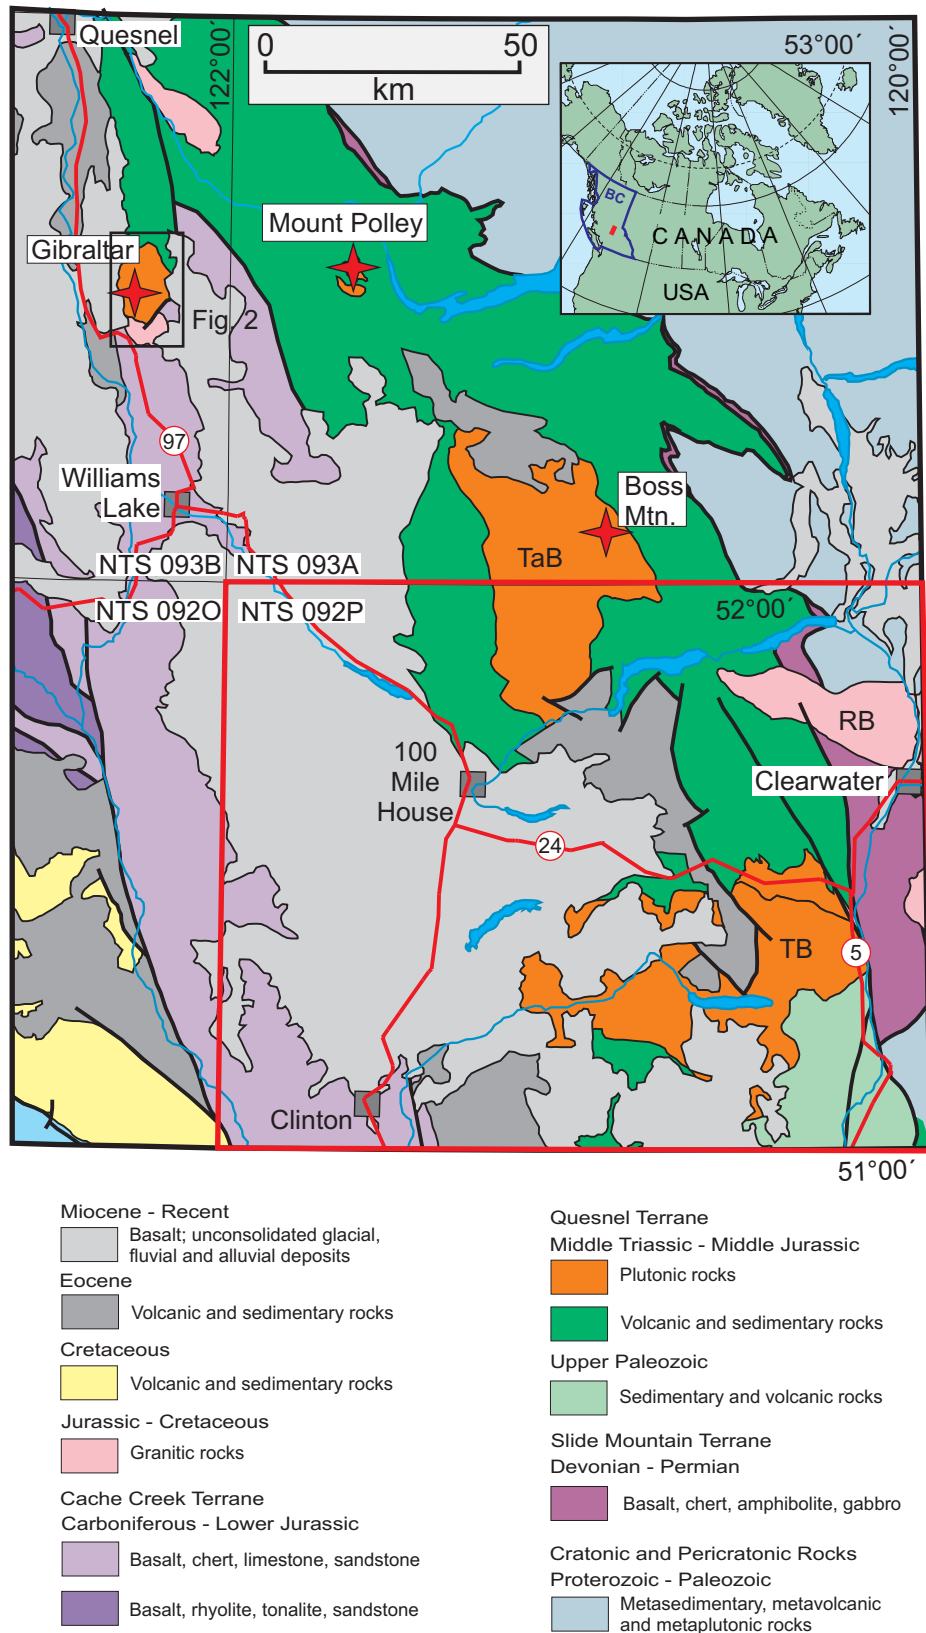 Quesnel
122°00´
0
50
km
53°00´
120°00´
BC
CANADA
USA
Mount Polley
Gibraltar
Fig. 2
97
Williams
Lake
Boss
Mtn.
TaB
NTS 093B
NTS 093A
NTS 092O
NTS 092P
52°00´
RB
100
Mile
House
Clearwater
24
TB
5
Clinton
51°00´
Miocene - Recent
Basalt; unconsolidated glacial,
fluvial and alluvial deposits
Eocene
Volcanic and sedimentary rocks
Cretaceous
Volcanic and sedimentary rocks
Jurassic - Cretaceous
Granitic rocks
Cache Creek Terrane
Carboniferous - Lower Jurassic
Basalt, chert, limestone, sandstone
Basalt, rhyolite, tonalite, sandstone
Quesnel Terrane
Middle Triassic - Middle Jurassic
Plutonic rocks
Volcanic and sedimentary rocks
Upper Paleozoic
Sedimentary and volcanic rocks
Slide Mountain Terrane
Devonian - Permian
Basalt, chert, amphibolite, gabbro
Cratonic and Pericratonic Rocks
Proterozoic - Paleozoic
Metasedimentary, metavolcanic
and metaplutonic rocks